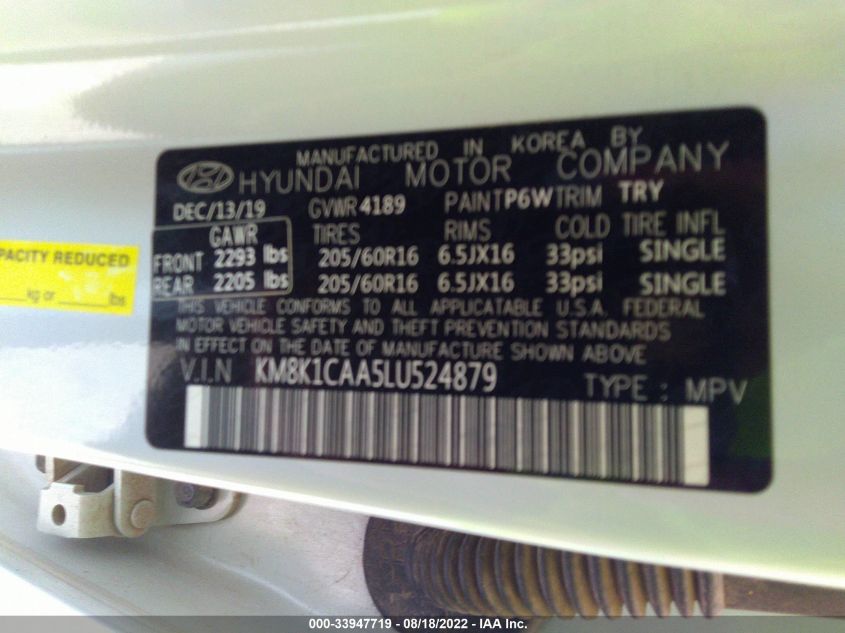 MANUFACTURED IN KOREA BY
HYUNDAI MOTOR COMPANY
DEC/13/19 GVWR 4189 PAINT P6W TRIM TRY
GAWR TIRES RIMS COLD TIRE INFL
FRONT 2293 lbs 205/60R16 6.5JX16 33psi SINGLE
REAR 2205 lbs 205/60R16 6.5JX16 33psi SINGLE
THIS VEHICLE CONFORMS TO ALL APPLICATABLE U.S.A. FEDERAL
MOTOR VEHICLE SAFETY AND THEFT PREVENTION STANDARDS
IN EFFECT ON THE DATE OF MANUFACTURE SHOWN ABOVE
V.I.N KM8K1CAA5LU524879 TYPE : MPV
PACITY REDUCED
kg or lbs
000-33947719 - 08/18/2022 - IAA Inc.